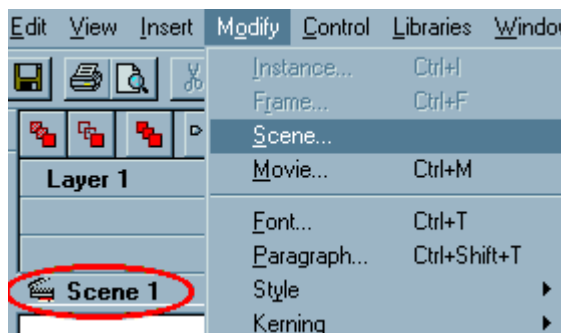 Edit View Insert Modify Control Libraries
Instance... Ctrl+I
Frame... Ctrl+F
Scene...
Movie... Ctrl+M
Font... Ctrl+T
Paragraph... Ctrl+Shift+T
Style
Kerning
Layer 1
Scene 1